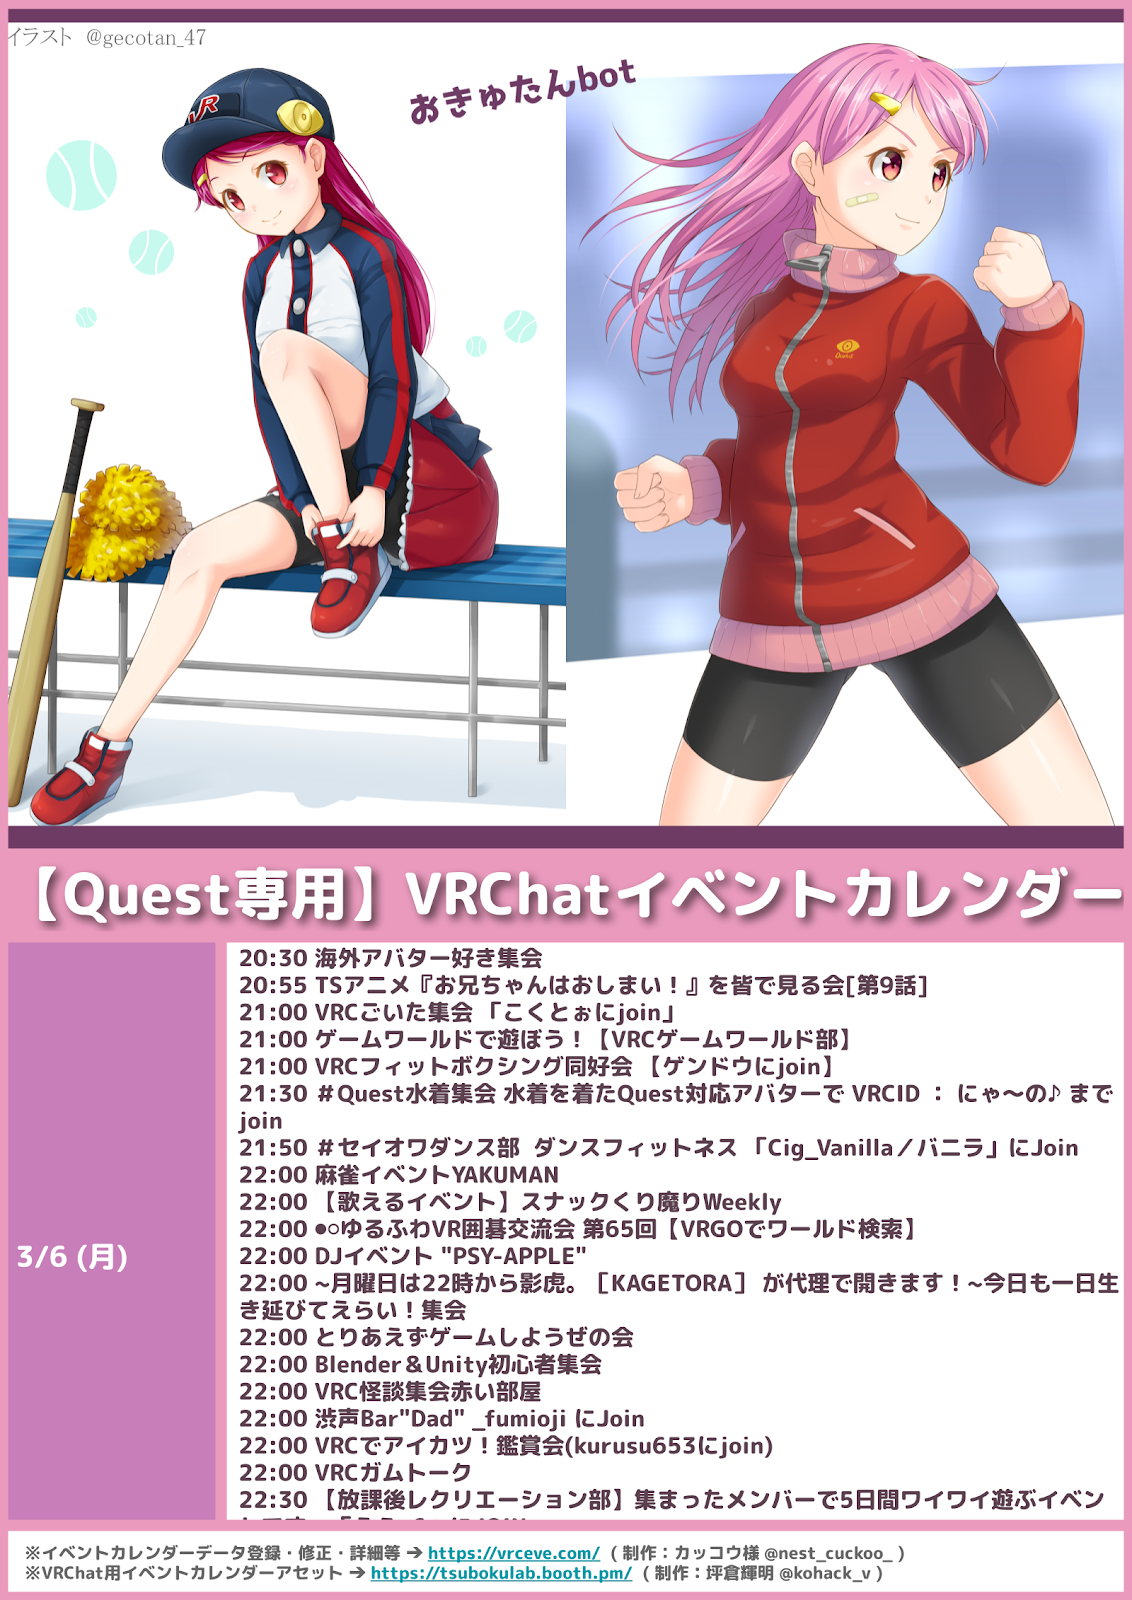 イラスト @gecotan_47
おきゅたんbot
VR
Quest
【Quest専用】VRChatイベントカレンダー
3/6 (月)
20:30 海外アバター好き集会
20:55 TSアニメ『お兄ちゃんはおしまい！』を皆で見る会[第9話]
21:00 VRCごいた集会 「こくとぉにjoin」
21:00 ゲームワールドで遊ぼう！【VRCゲームワールド部】
21:00 VRCフィットボクシング同好会 【ゲンドウにjoin】
21:30 ＃Quest水着集会 水着を着たQuest対応アバターで VRCID ： にゃ～の♪ まで
join
21:50 ＃セイオワダンス部 ダンスフィットネス 「Cig_Vanilla／バニラ」にJoin
22:00 麻雀イベントYAKUMAN
22:00 【歌えるイベント】スナックくり魔りWeekly
22:00 ●○ゆるふわVR囲碁交流会 第65回【VRGOでワールド検索】
22:00 DJイベント "PSY-APPLE"
22:00 ~月曜日は22時から影虎。［KAGETORA］ が代理で開きます！~今日も一日生
き延びてえらい！集会
22:00 とりあえずゲームしようぜの会
22:00 Blender＆Unity初心者集会
22:00 VRC怪談集会赤い部屋
22:00 渋声Bar"Dad" _fumioji にJoin
22:00 VRCでアイカツ！鑑賞会(kurusu653にjoin)
22:00 VRCガムトーク
22:30 【放課後レクリエーション部】集まったメンバーで5日間ワイワイ遊ぶイベン
※イベントカレンダーデータ登録・修正・詳細等 ➔ https://vrceve.com/ ( 制作：カッコウ様 @nest_cuckoo_ )
※VRChat用イベントカレンダーアセット ➔ https://tsubokulab.booth.pm/ ( 制作：坪倉輝明 @kohack_v )